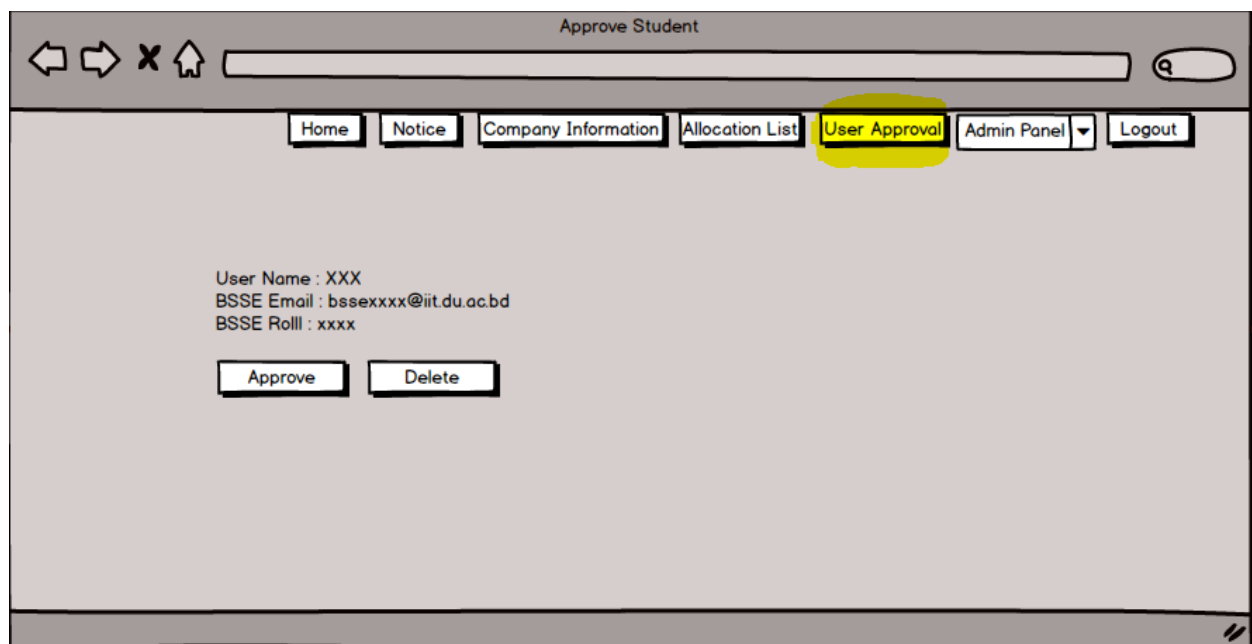 Approve Student
Home Notice Company Information Allocation List User Approval Admin Panel Logout
User Name : XXX
BSSE Email : bssexxxx@iit.du.ac.bd
BSSE Rolll : xxxx
Approve Delete